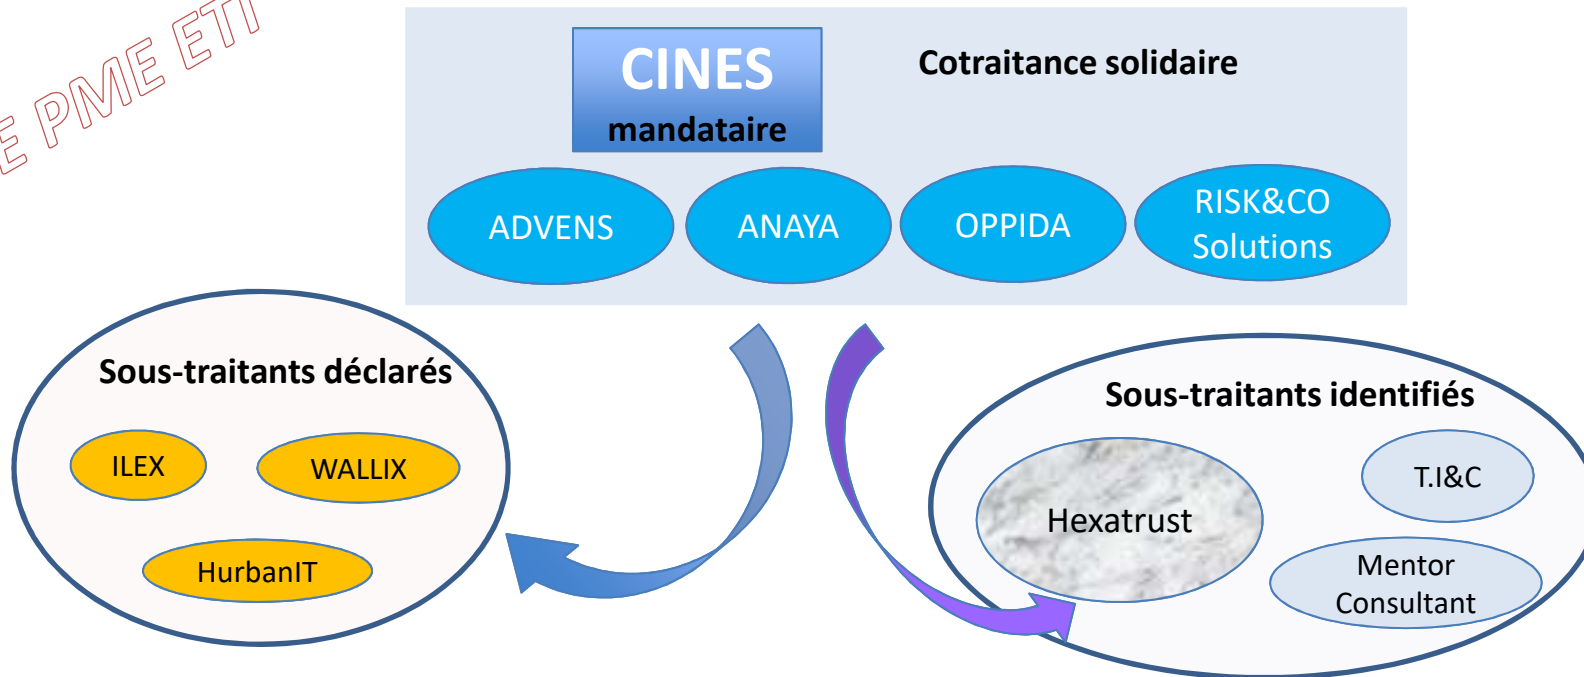 E PME ETI
CINES
mandataire
Cotraitance solidaire
ADVENS
ANAYA
OPPIDA
RISK&CO
Solutions
Sous-traitants déclarés
ILEX
WALLIX
HurbanIT
Sous-traitants identifiés
Hexatrust
T.I&C
Mentor
Consultant